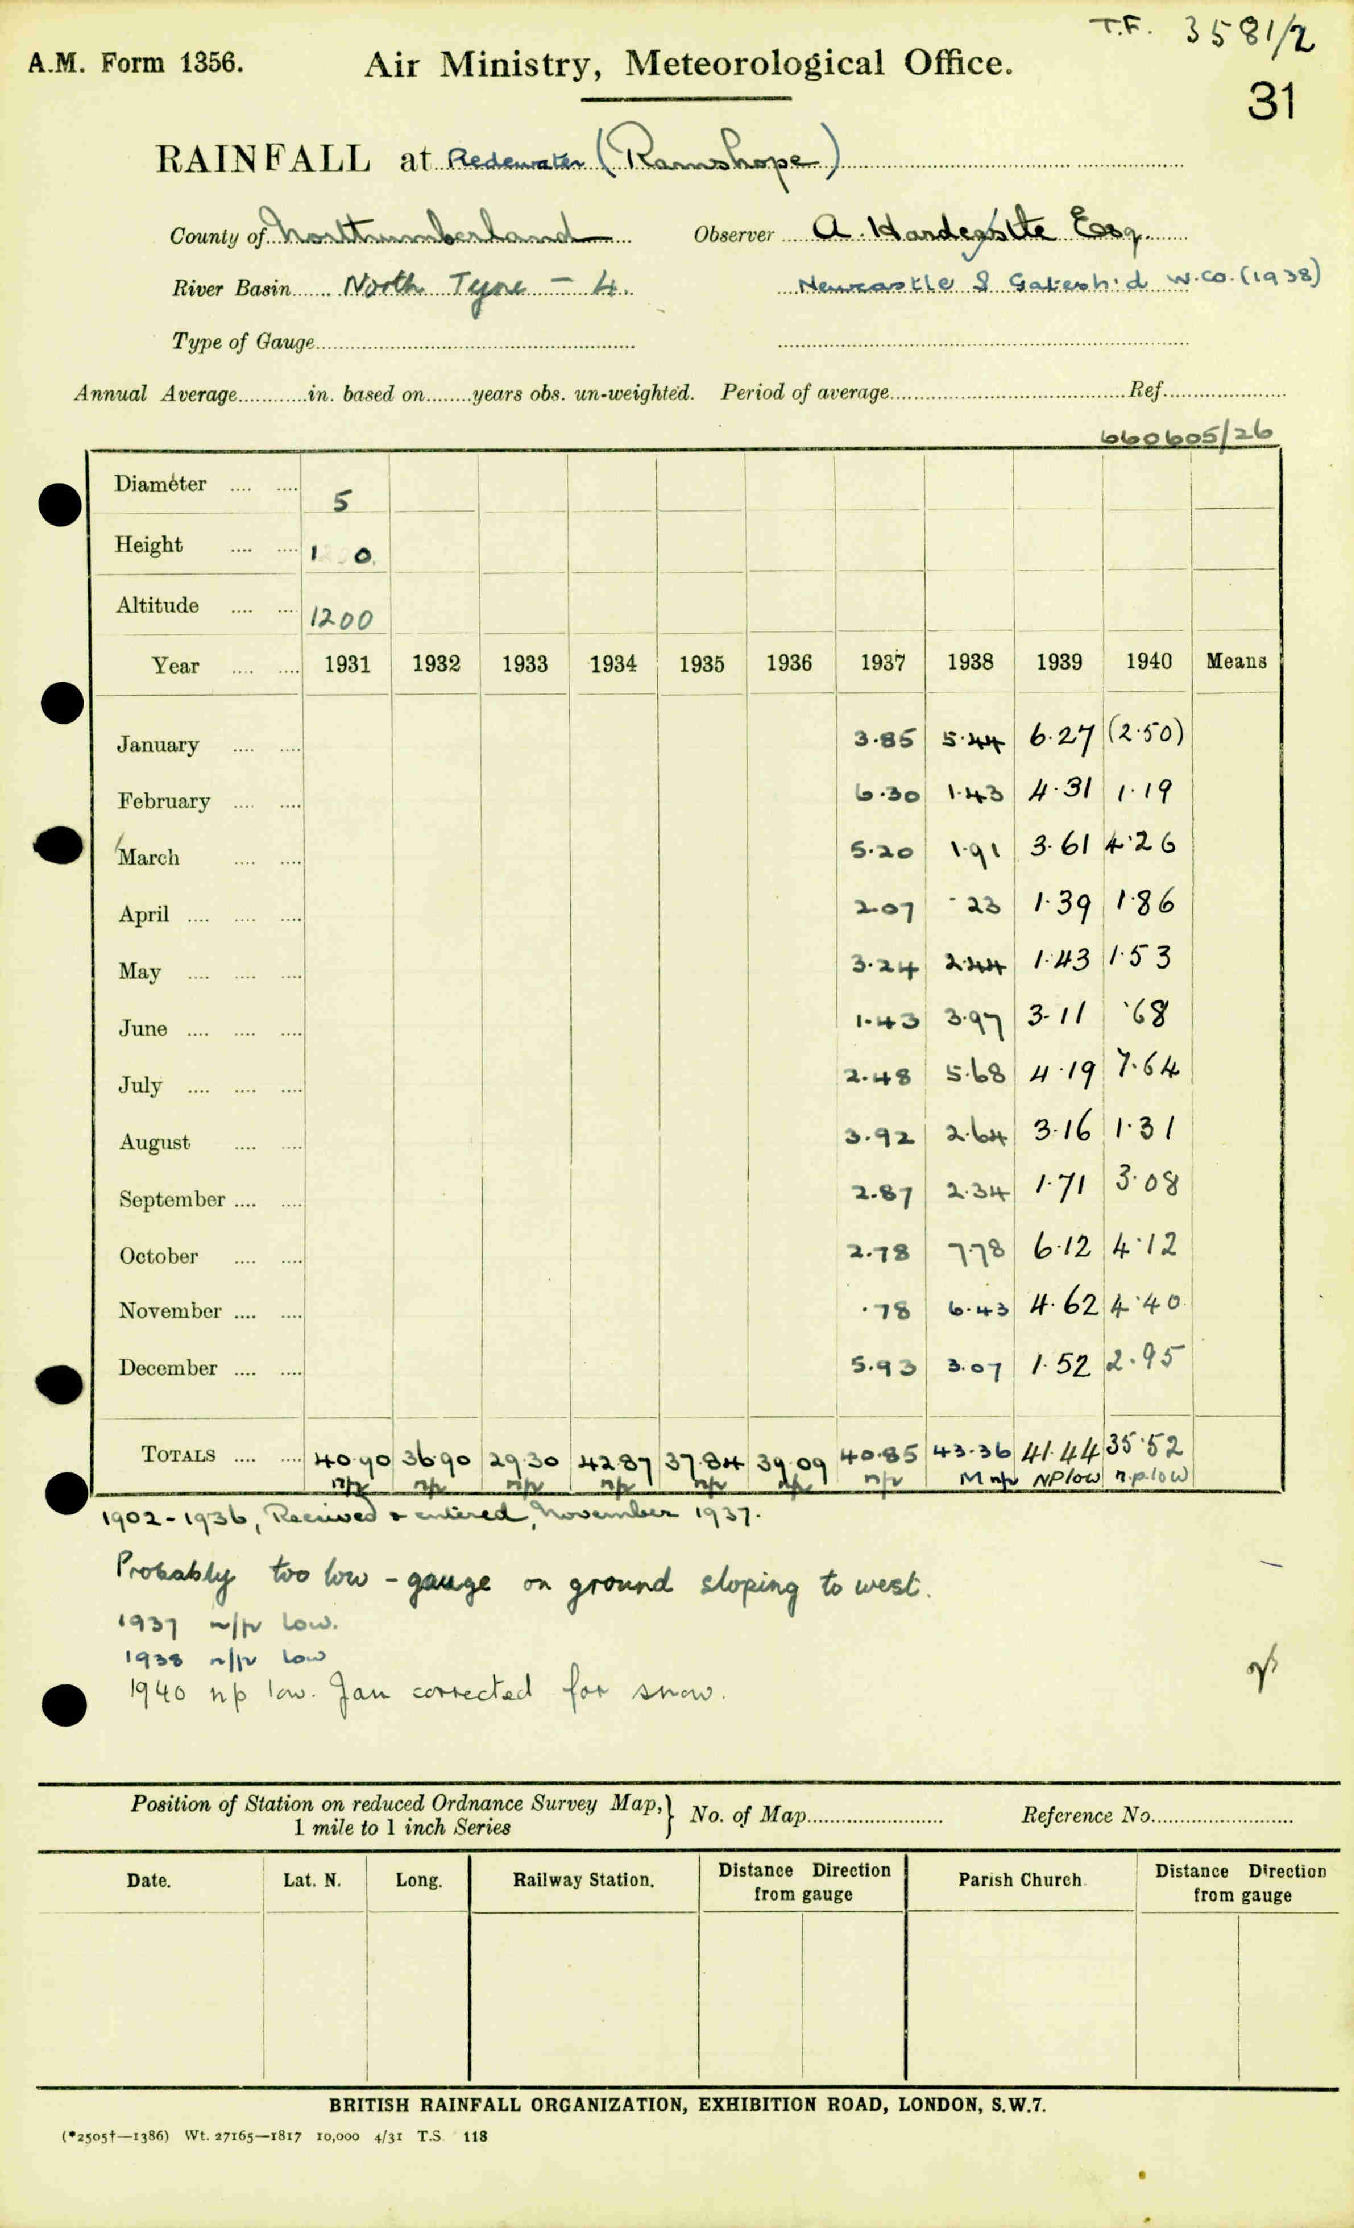 T.F. 3581/2
A.M. Form 1356. Air Ministry, Meteorological Office.
31
RAINFALL at Redewater (Ramshope)
County of Northumberland Observer A. Hardcastle Esq.
River Basin North Tyne - 4. Newcastle & Gatesh'd W.Co. (1938)
Type of Gauge
Annual Average in. based on years obs. un-weighted. Period of average Ref.
660605/26
Diameter 5
Height 1 0
Altitude 1200
Year 1931 1932 1933 1934 1935 1936 1937 1938 1939 1940 Means
January 3.85 5.44 6.27 (2.50)
February 6.30 1.43 4.31 1.19
March 5.20 1.91 3.61 4.26
April 2.07 .23 1.39 1.86
May 3.24 2.44 1.43 1.53
June 1.43 3.97 3.11 .68
July 2.48 5.68 4.19 7.64
August 3.92 2.64 3.16 1.31
September 2.87 2.34 1.71 3.08
October 2.78 7.78 6.12 4.12
November .78 6.43 4.62 4.40
December 5.93 3.07 1.52 2.95
TOTALS 40.90 36.90 29.30 42.87 37.84 39.09 40.85 43.36 41.44 35.52
n/p n/p n/p n/p n/p n/p n/p M n/p NP low n.p. low
1902-1936, Received & entered, November 1937.
Probably too low - gauge on ground sloping to west.
1937 n/p low.
1938 n/p low
1940 n p low. Jan corrected for snow.
Position of Station on reduced Ordnance Survey Map, 1 mile to 1 inch Series } No. of Map Reference No.
Date. Lat. N. Long. Railway Station. Distance Direction from gauge Parish Church. Distance Direction from gauge
BRITISH RAINFALL ORGANIZATION, EXHIBITION ROAD, LONDON, S.W.7.
(*2505†—1386) Wt. 27165—1817 10,000 4/31 T.S. 118